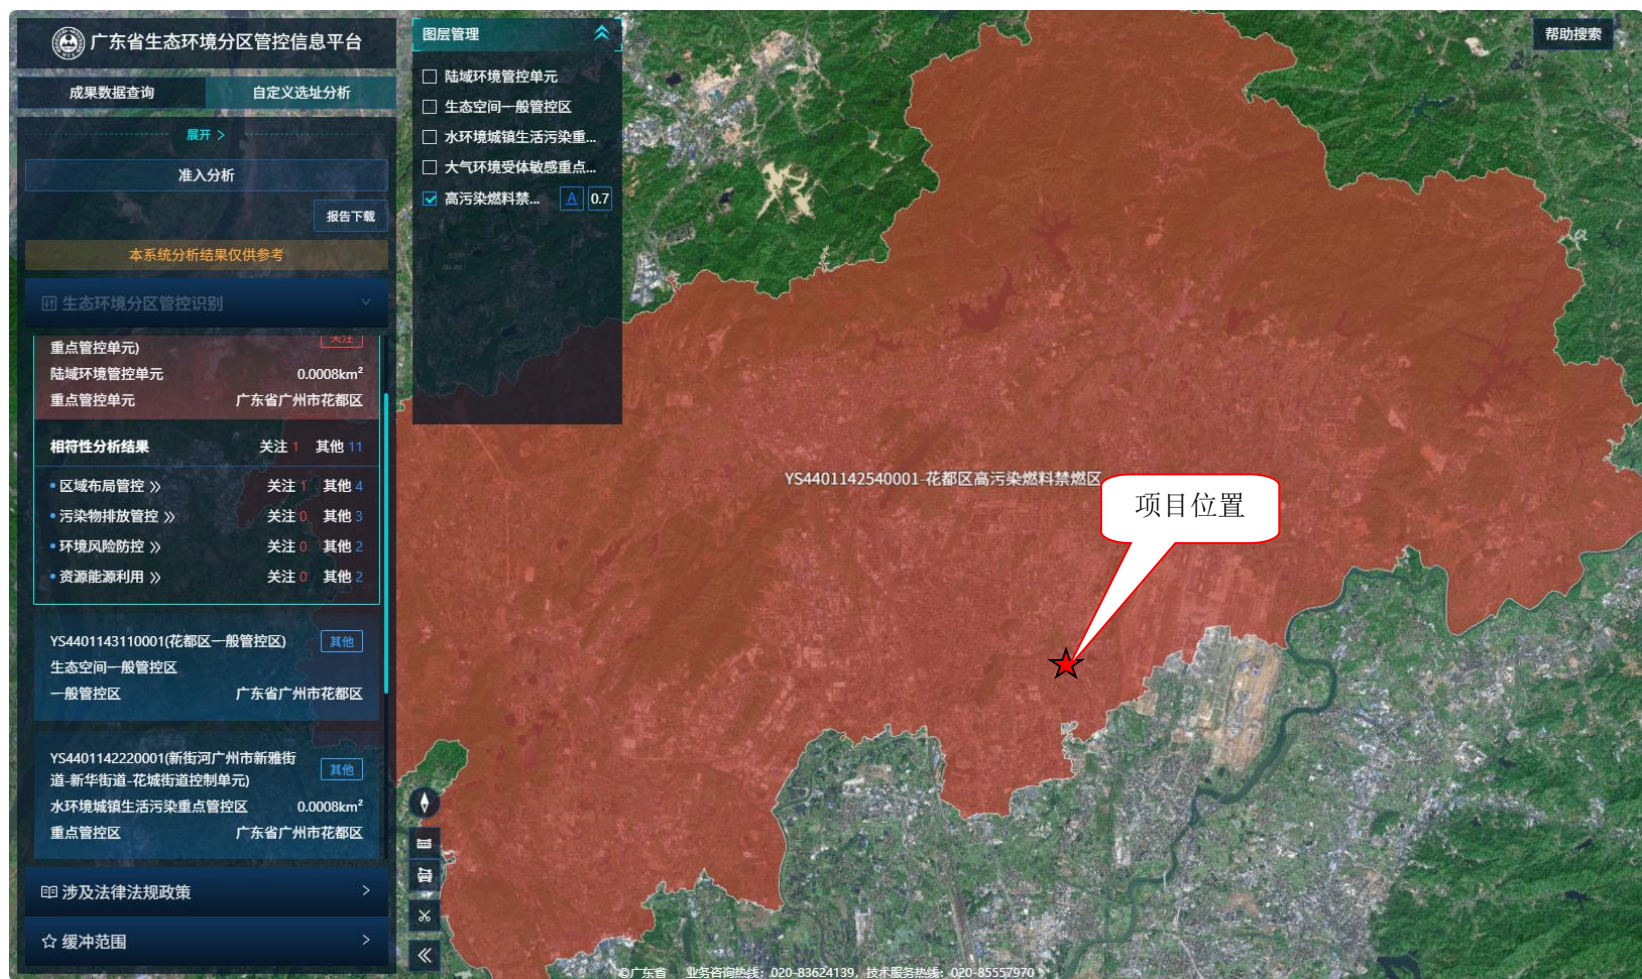 广东省生态环境分区管控信息平台
成果数据查询
自定义选址分析
展开 >
准入分析
报告下载
本系统分析结果仅供参考
生态环境分区管控识别
重点管控单元)
关注
陆域环境管控单元 0.0008km²
重点管控单元 广东省广州市花都区
相符性分析结果 关注 1 其他 11
区域布局管控 关注 1 其他 4
污染物排放管控 关注 0 其他 3
环境风险防控 关注 0 其他 2
资源能源利用 关注 0 其他 2
YS4401143110001(花都区一般管控区) 其他
生态空间一般管控区
一般管控区 广东省广州市花都区
YS4401142220001(新街河广州市新雅街
道-新华街道-花城街道控制单元) 其他
水环境城镇生活污染重点管控区 0.0008km²
重点管控区 广东省广州市花都区
涉及法律法规政策
缓冲范围
图层管理
陆域环境管控单元
生态空间一般管控区
水环境城镇生活污染重...
大气环境受体敏感重点...
高污染燃料禁... A 0.7
帮助搜索
YS4401142540001-花都区高污染燃料禁燃区
项目位置
©广东省 业务咨询热线：020-83624139，技术服务热线：020-85557970